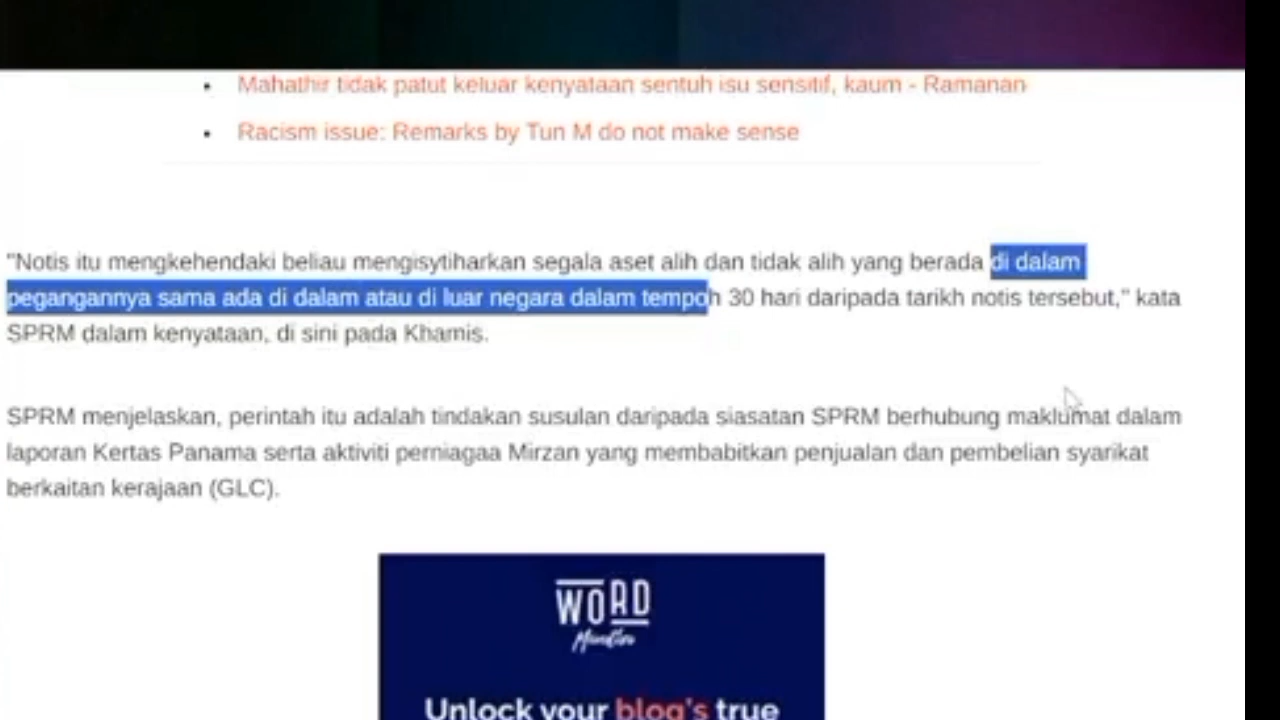 Mahathir tidak patut keluar kenyataan sentuh isu sensitif, kaum - Ramanan
Racism issue: Remarks by Tun M do not make sense
"Notis itu mengkehendaki beliau mengisytiharkan segala aset alih dan tidak alih yang berada di dalam
pegangannya sama ada di dalam atau di luar negara dalam tempoh 30 hari daripada tarikh notis tersebut," kata
SPRM dalam kenyataan, di sini pada Khamis.
SPRM menjelaskan, perintah itu adalah tindakan susulan daripada siasatan SPRM berhubung maklumat dalam
laporan Kertas Panama serta aktiviti perniagaa Mirzan yang membabitkan penjualan dan pembelian syarikat
berkaitan kerajaan (GLC).
WORD
Unlock your blog's true